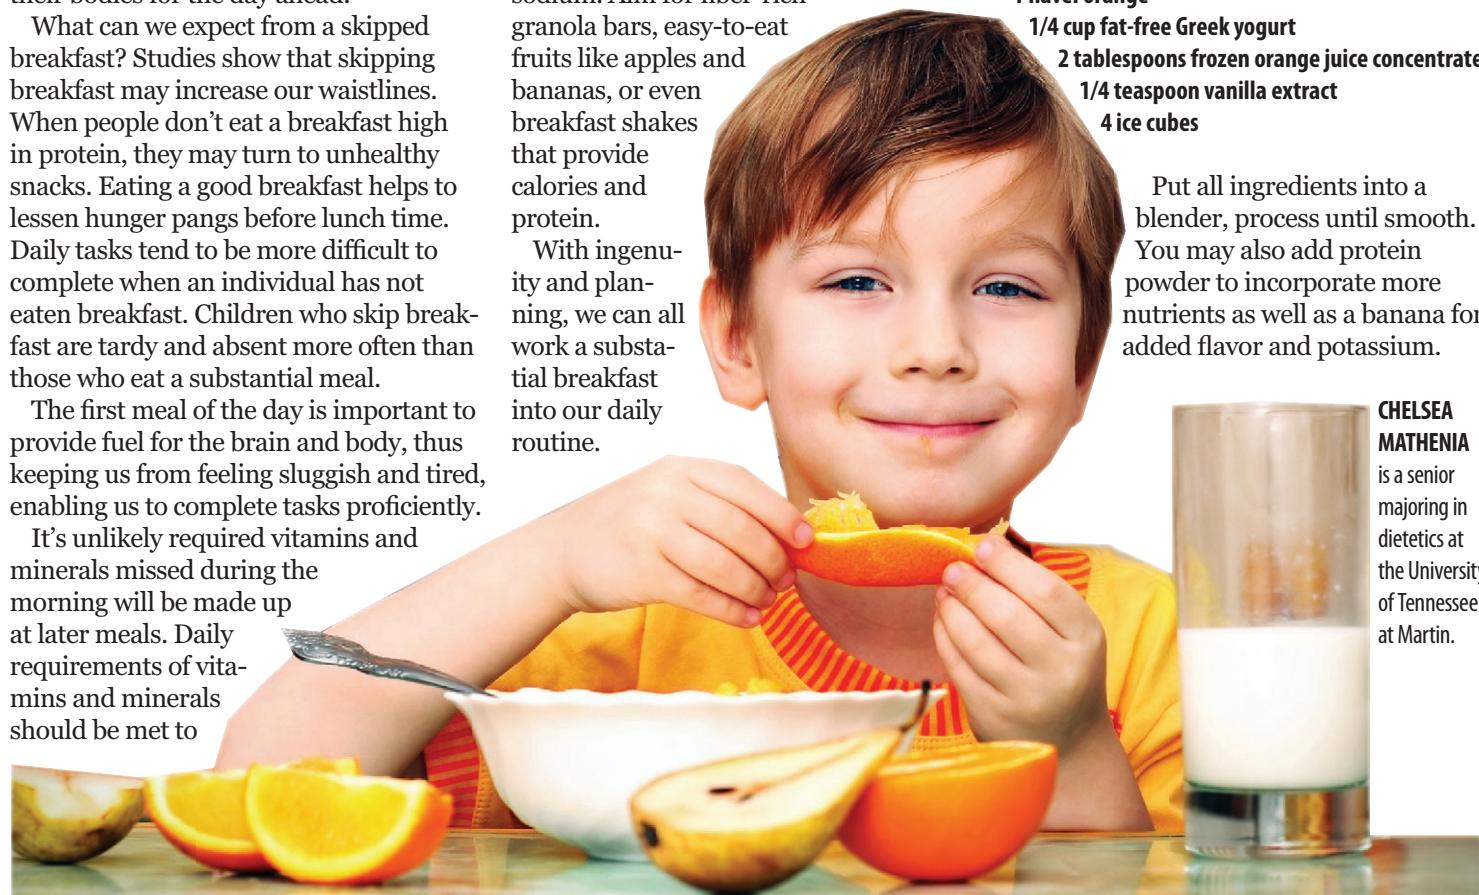 What can we expect from a skipped
breakfast? Studies show that skipping
breakfast may increase our waistlines.
When people don’t eat a breakfast high
in protein, they may turn to unhealthy
snacks. Eating a good breakfast helps to
lessen hunger pangs before lunch time.
Daily tasks tend to be more difficult to
complete when an individual has not
eaten breakfast. Children who skip break-
fast are tardy and absent more often than
those who eat a substantial meal.
The first meal of the day is important to
provide fuel for the brain and body, thus
keeping us from feeling sluggish and tired,
enabling us to complete tasks proficiently.
It’s unlikely required vitamins and
minerals missed during the
morning will be made up
at later meals. Daily
requirements of vita-
mins and minerals
should be met to
granola bars, easy-to-eat
fruits like apples and
bananas, or even
breakfast shakes
that provide
calories and
protein.
With ingenu-
ity and plan-
ning, we can all
work a substa-
tial breakfast
into our daily
routine.
1/4 cup fat-free Greek yogurt
2 tablespoons frozen orange juice concentrate
1/4 teaspoon vanilla extract
4 ice cubes
Put all ingredients into a
blender, process until smooth.
You may also add protein
powder to incorporate more
nutrients as well as a banana for
added flavor and potassium.
CHELSEA
MATHENIA
is a senior
majoring in
dietetics at
the University
of Tennessee
at Martin.